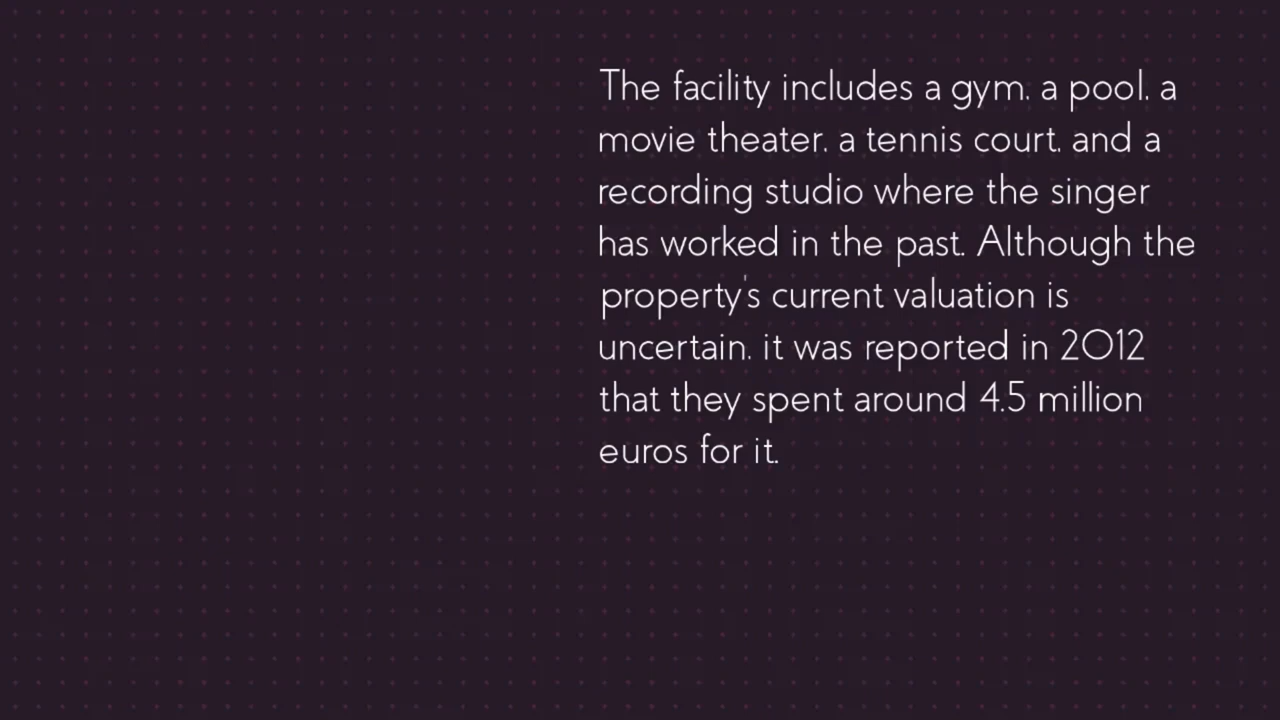 The facility includes a gym, a pool, a
movie theater, a tennis court, and a
recording studio where the singer
has worked in the past. Although the
property's current valuation is
uncertain, it was reported in 2012
that they spent around 4.5 million
euros for it.